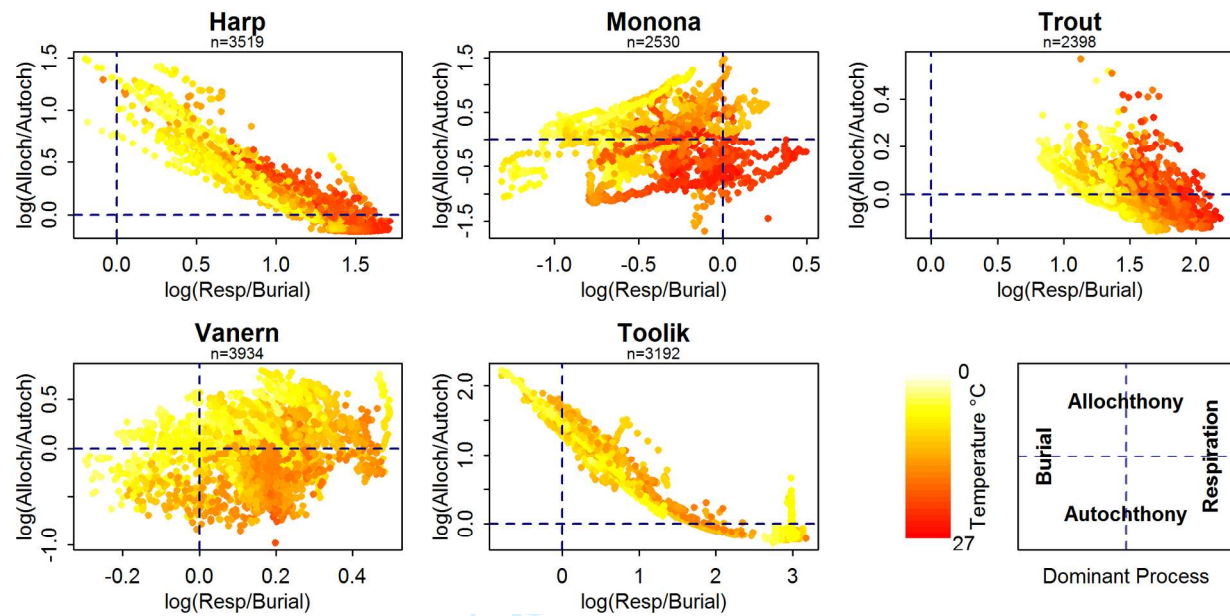 Harp
n=3519
log(Alloch/Autoch)
0.0 0.5 1.0 1.5
0.0 0.5 1.0 1.5
log(Resp/Burial)
Monona
n=2530
log(Alloch/Autoch)
-1.5 -0.5 0.5 1.5
-1.0 -0.5 0.0 0.5
log(Resp/Burial)
Trout
n=2398
log(Alloch/Autoch)
0.0 0.2 0.4
0.0 0.5 1.0 1.5 2.0
log(Resp/Burial)
Vanern
n=3934
log(Alloch/Autoch)
-1.0 0.0 0.5
-0.2 0.0 0.2 0.4
log(Resp/Burial)
Toolik
n=3192
log(Alloch/Autoch)
0.0 1.0 2.0
0 1 2 3
log(Resp/Burial)
0
Temperature °C
27
Allochthony
Burial
Respiration
Autochthony
Dominant Process